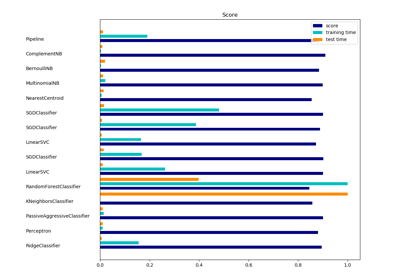 Score
score
training time
test time
Pipeline
ComplementNB
BernoulliNB
MultinomialNB
NearestCentroid
SGDClassifier
SGDClassifier
LinearSVC
SGDClassifier
LinearSVC
RandomForestClassifier
KNeighborsClassifier
PassiveAggressiveClassifier
Perceptron
RidgeClassifier
0.0 0.2 0.4 0.6 0.8 1.0